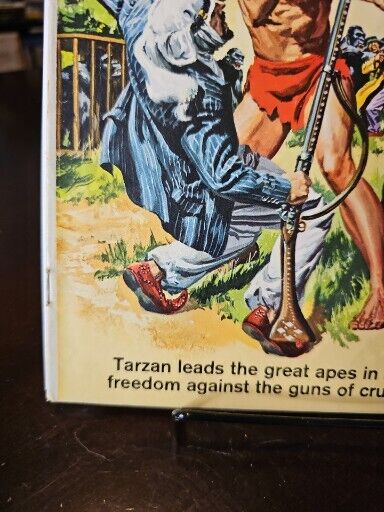 Tarzan leads the great apes in
freedom against the guns of cru